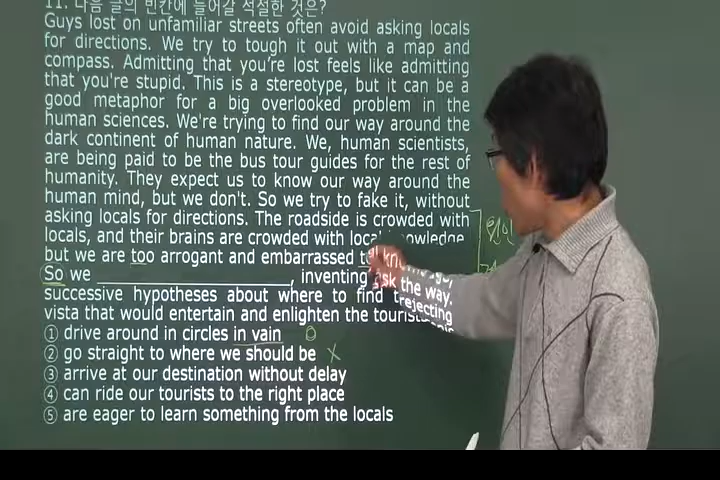 11. 다음 글의 빈칸에 들어갈 적절한 것은?
Guys lost on unfamiliar streets often avoid asking locals
for directions. We try to tough it out with a map and
compass. Admitting that you're lost feels like admitting
that you're stupid. This is a stereotype, but it can be a
good metaphor for a big overlooked problem in the
human sciences. We're trying to find our way around the
dark continent of human nature. We, human scientists,
are being paid to be the bus tour guides for the rest of
humanity. They expect us to know our way around the
human mind, but we don't. So we try to fake it, without
asking locals for directions. The roadside is crowded with
locals, and their brains are crowded with local
but we are too arrogant and embarrassed to ask the way.
So we ____________, inventing rejecting
successive hypotheses about where to find
vista that would entertain and enlighten the
① drive around in circles in vain O
② go straight to where we should be X
③ arrive at our destination without delay
④ can ride our tourists to the right place
⑤ are eager to learn something from the locals
원인